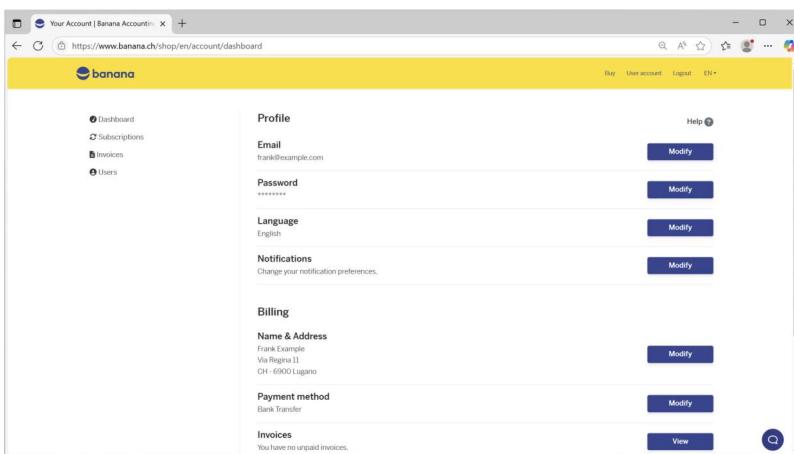 Your Account | Banana Accountin
https://www.banana.ch/shop/en/account/dashboard
banana
Buy User account Logout EN
Dashboard
Subscriptions
Invoices
Users
Profile
Help
Email
frank@example.com
Modify
Password
********
Modify
Language
English
Modify
Notifications
Change your notification preferences.
Modify
Billing
Name & Address
Frank Example
Via Regina 11
CH - 6900 Lugano
Modify
Payment method
Bank Transfer
Modify
Invoices
You have no unpaid invoices.
View